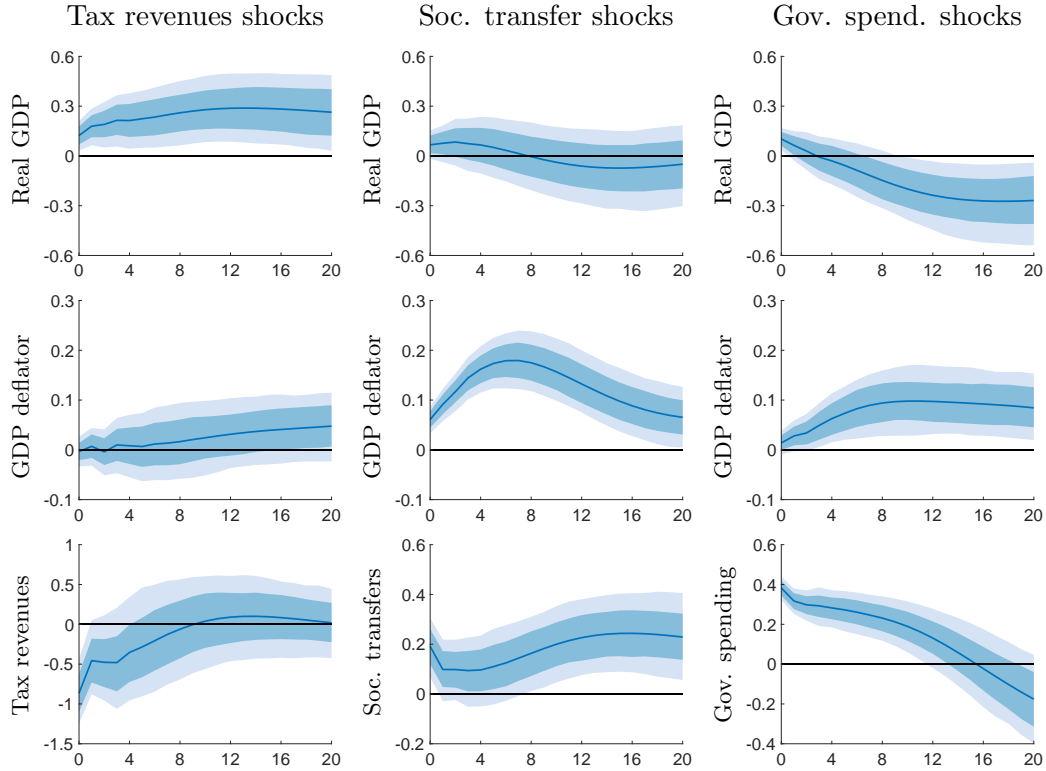 Tax revenues shocks
Soc. transfer shocks
Gov. spend. shocks
Real GDP
0.6
0.3
0
-0.3
-0.6
0 4 8 12 16 20
Real GDP
0.6
0.3
0
-0.3
-0.6
0 4 8 12 16 20
Real GDP
0.6
0.3
0
-0.3
-0.6
0 4 8 12 16 20
GDP deflator
0.3
0.2
0.1
0
-0.1
0 4 8 12 16 20
GDP deflator
0.3
0.2
0.1
0
-0.1
0 4 8 12 16 20
GDP deflator
0.3
0.2
0.1
0
-0.1
0 4 8 12 16 20
Tax revenues
1
0.5
0
-0.5
-1
-1.5
0 4 8 12 16 20
Soc. transfers
0.6
0.4
0.2
0
-0.2
0 4 8 12 16 20
Gov. spending
0.6
0.4
0.2
0
-0.2
-0.4
0 4 8 12 16 20